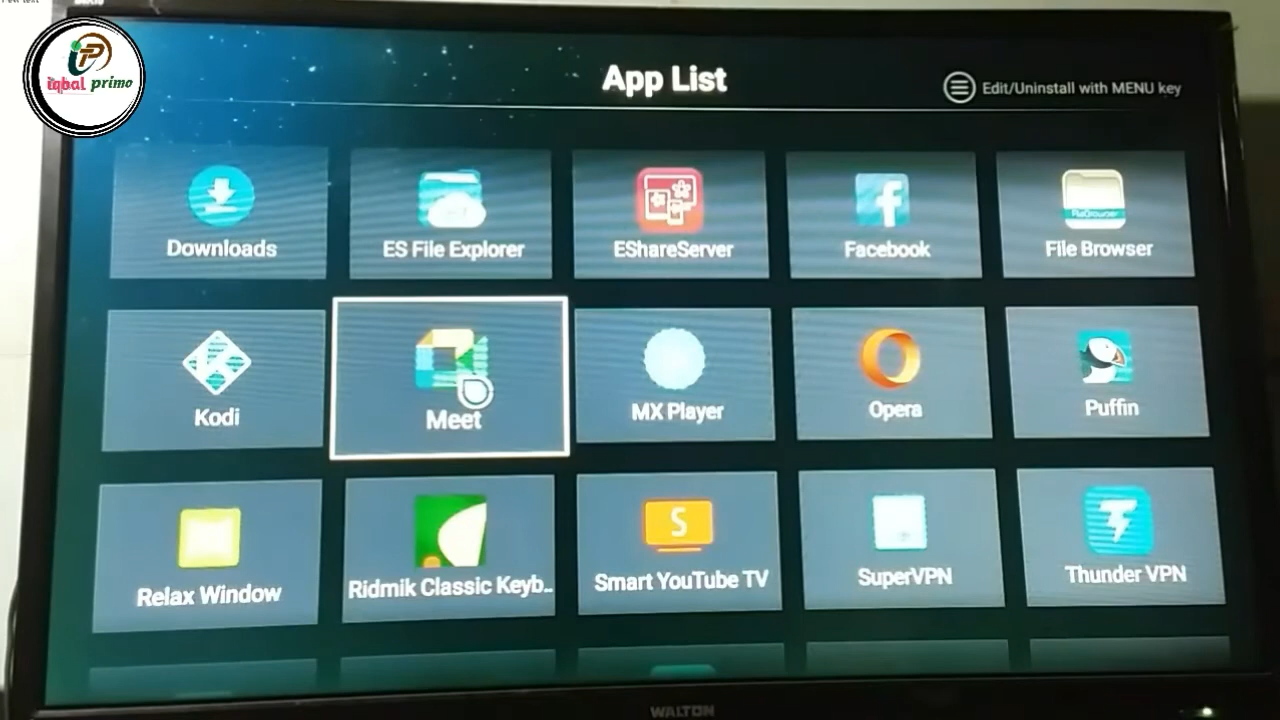 iqbal primo
App List
Edit/Uninstall with MENU key
Downloads
ES File Explorer
EShareServer
Facebook
File Browser
Kodi
Meet
MX Player
Opera
Puffin
Relax Window
Ridmik Classic Keyb..
S
Smart YouTube TV
SuperVPN
Thunder VPN
WALTON